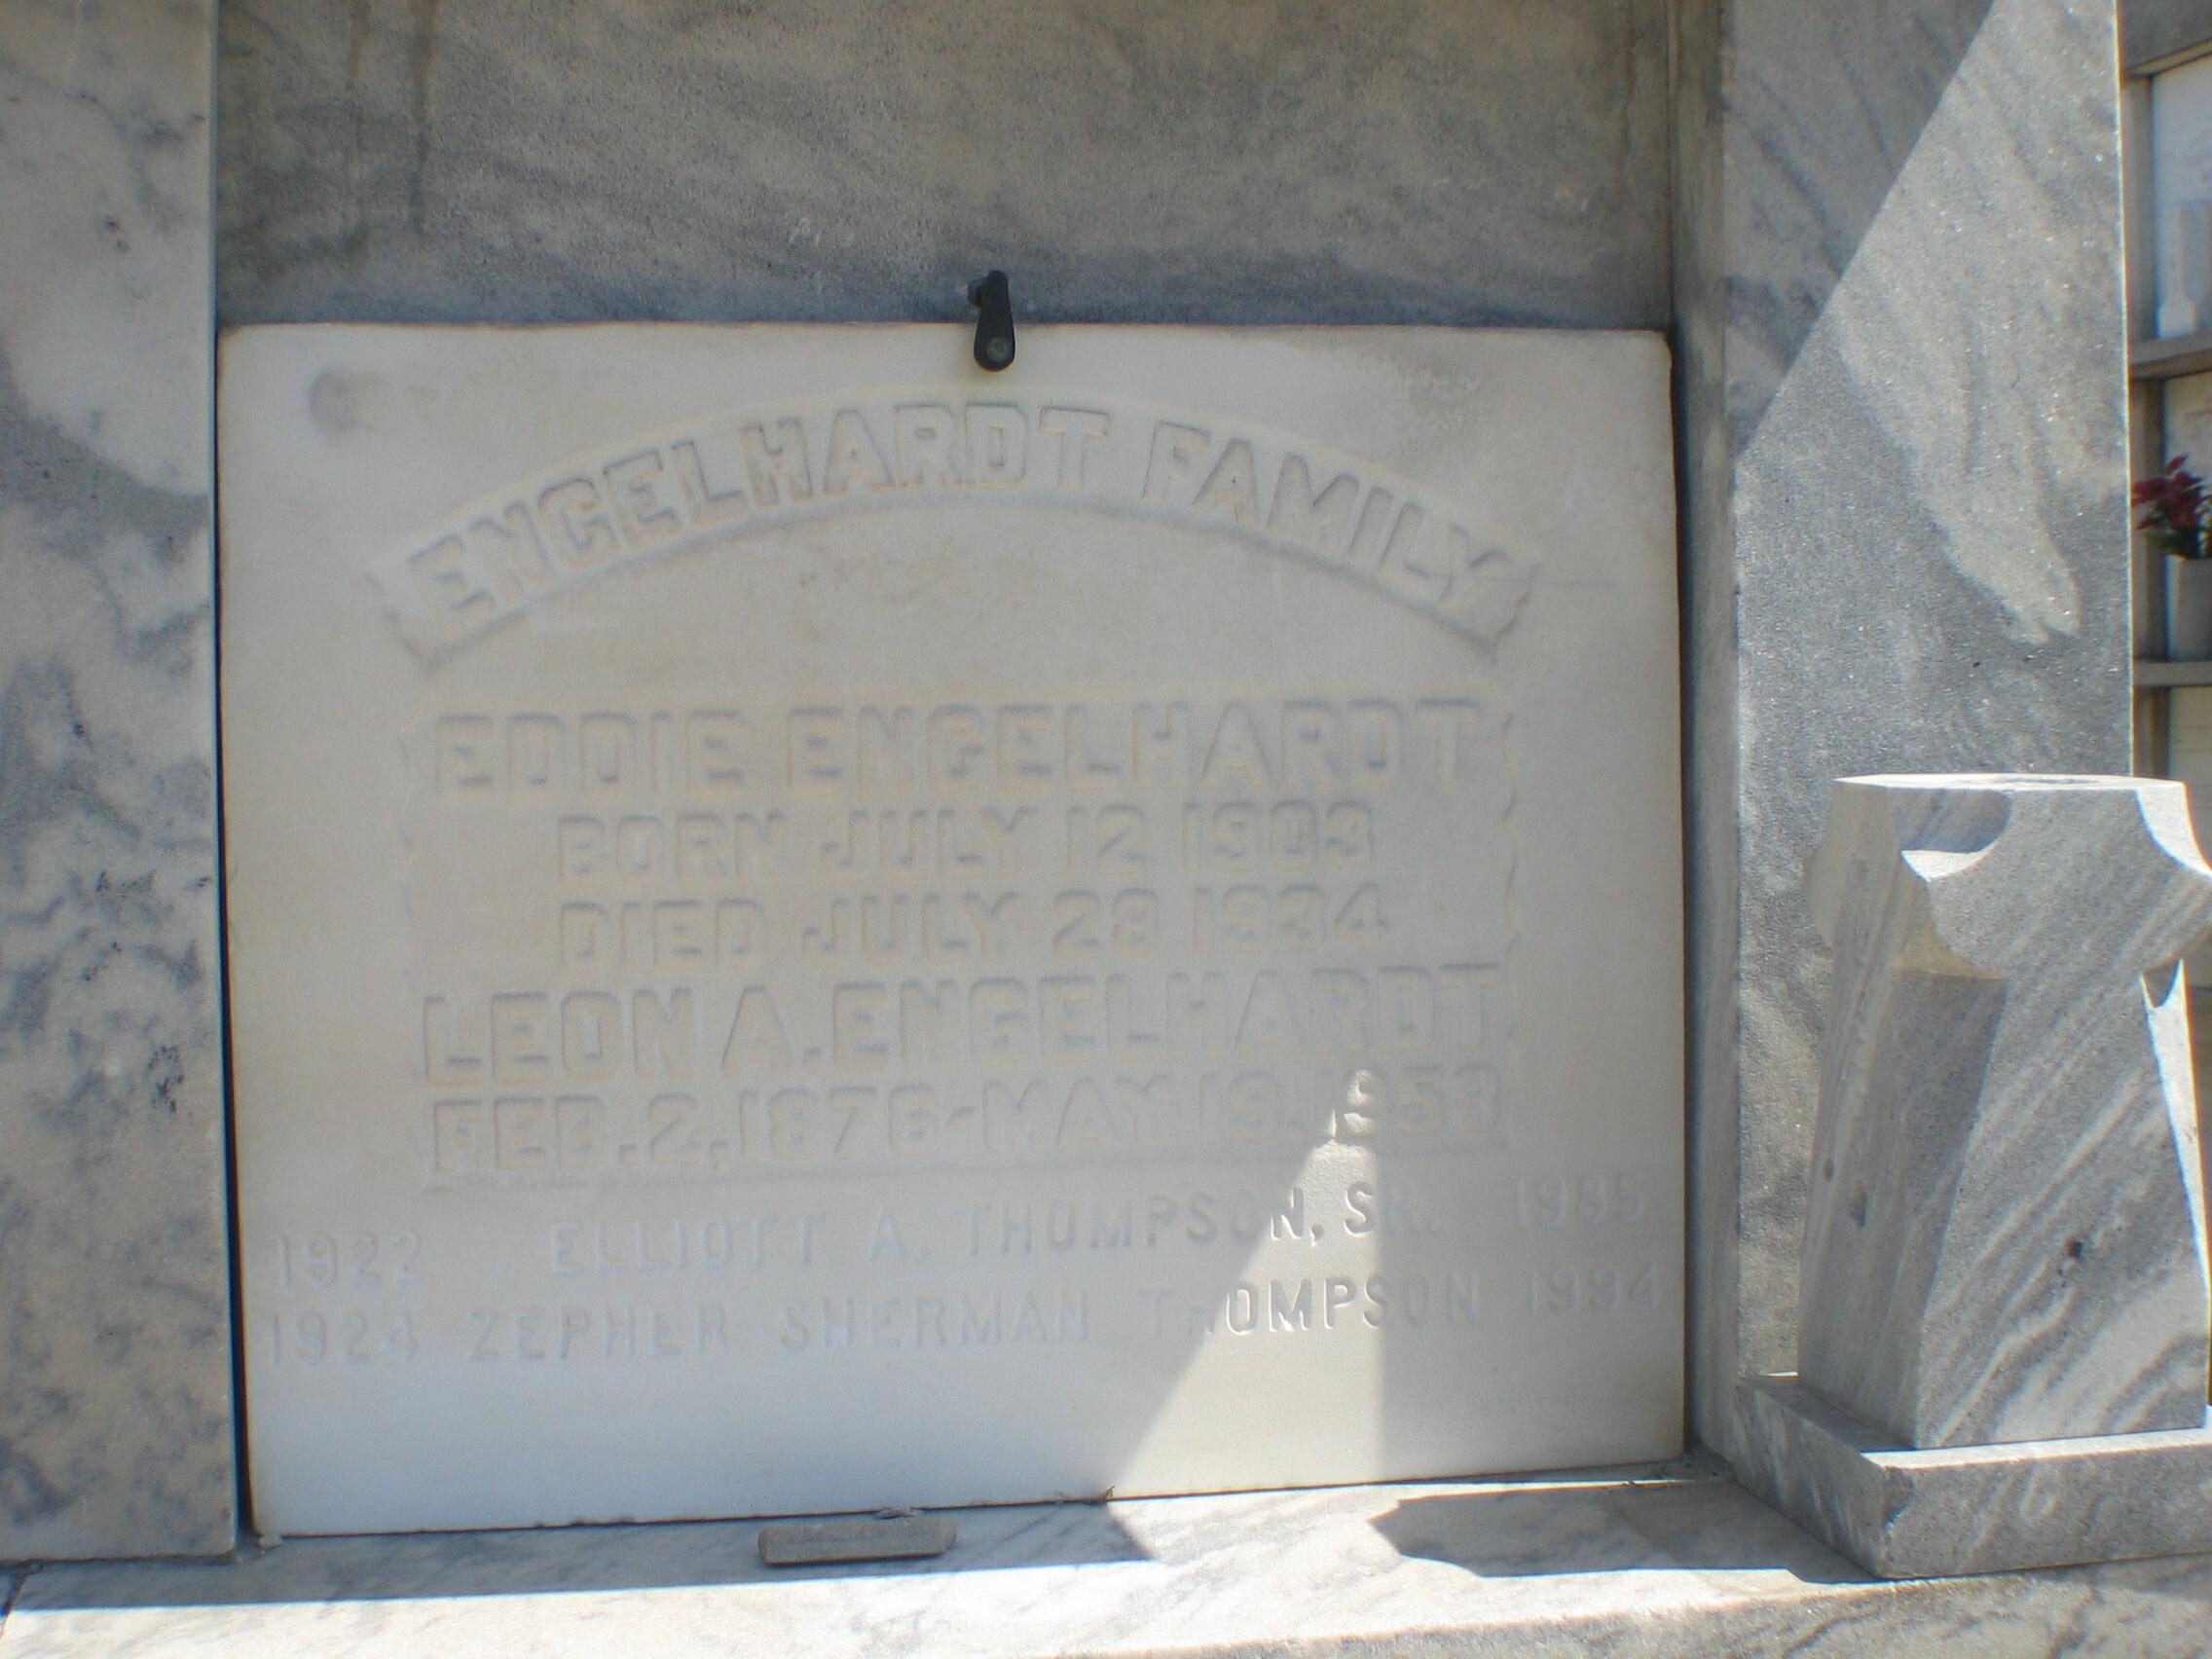 ENGELHARDT FAMILY
EDDIE ENGELHARDT
BORN JULY 12 1903
DIED JULY 28 1934
LEON A. ENGELHARDT
FEB. 2, 1876 - MAY 19. 1953
1922 ELLIOTT A. THOMPSON, SR. 1985
1924 ZEPHER SHERMAN THOMPSON 1994